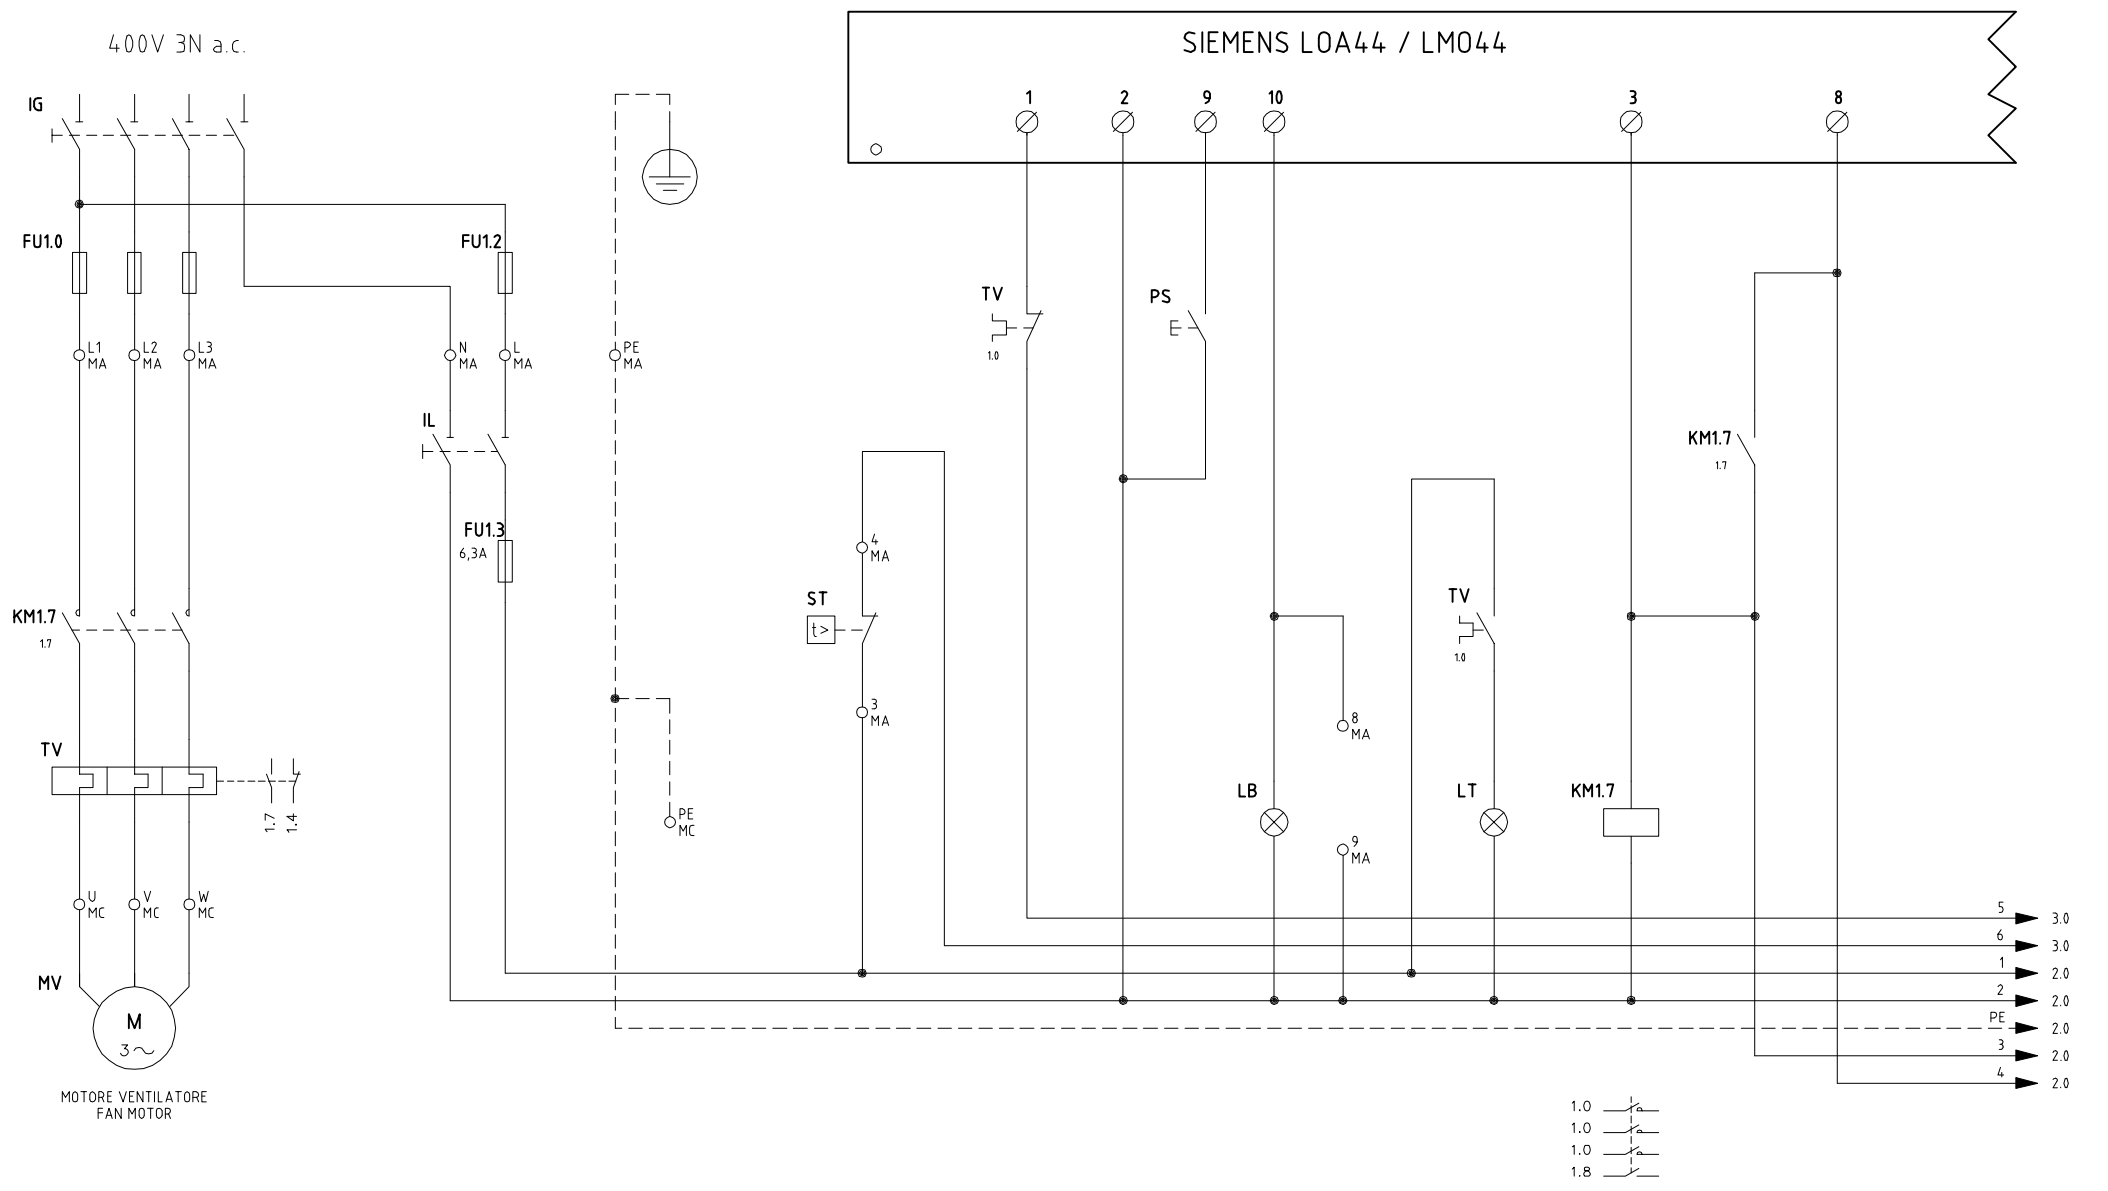 400V 3N a.c.
SIEMENS LOA44 / LMO44
1
2
9
10
3
8
IG
FU1.0
FU1.2
TV
1.0
PS
L1
MA
L2
MA
L3
MA
N
MA
L
MA
PE
MA
IL
KM1.7
1.7
FU1.3
6,3A
4
MA
ST
t>
TV
1.0
KM1.7
1.7
3
MA
8
MA
TV
1.7
1.4
PE
MC
LB
LT
KM1.7
9
MA
U
MC
V
MC
W
MC
5
3.0
6
3.0
1
2.0
2
2.0
PE
2.0
3
2.0
4
2.0
MV
M
3~
MOTORE VENTILATORE
FAN MOTOR
1.0
1.0
1.0
1.8